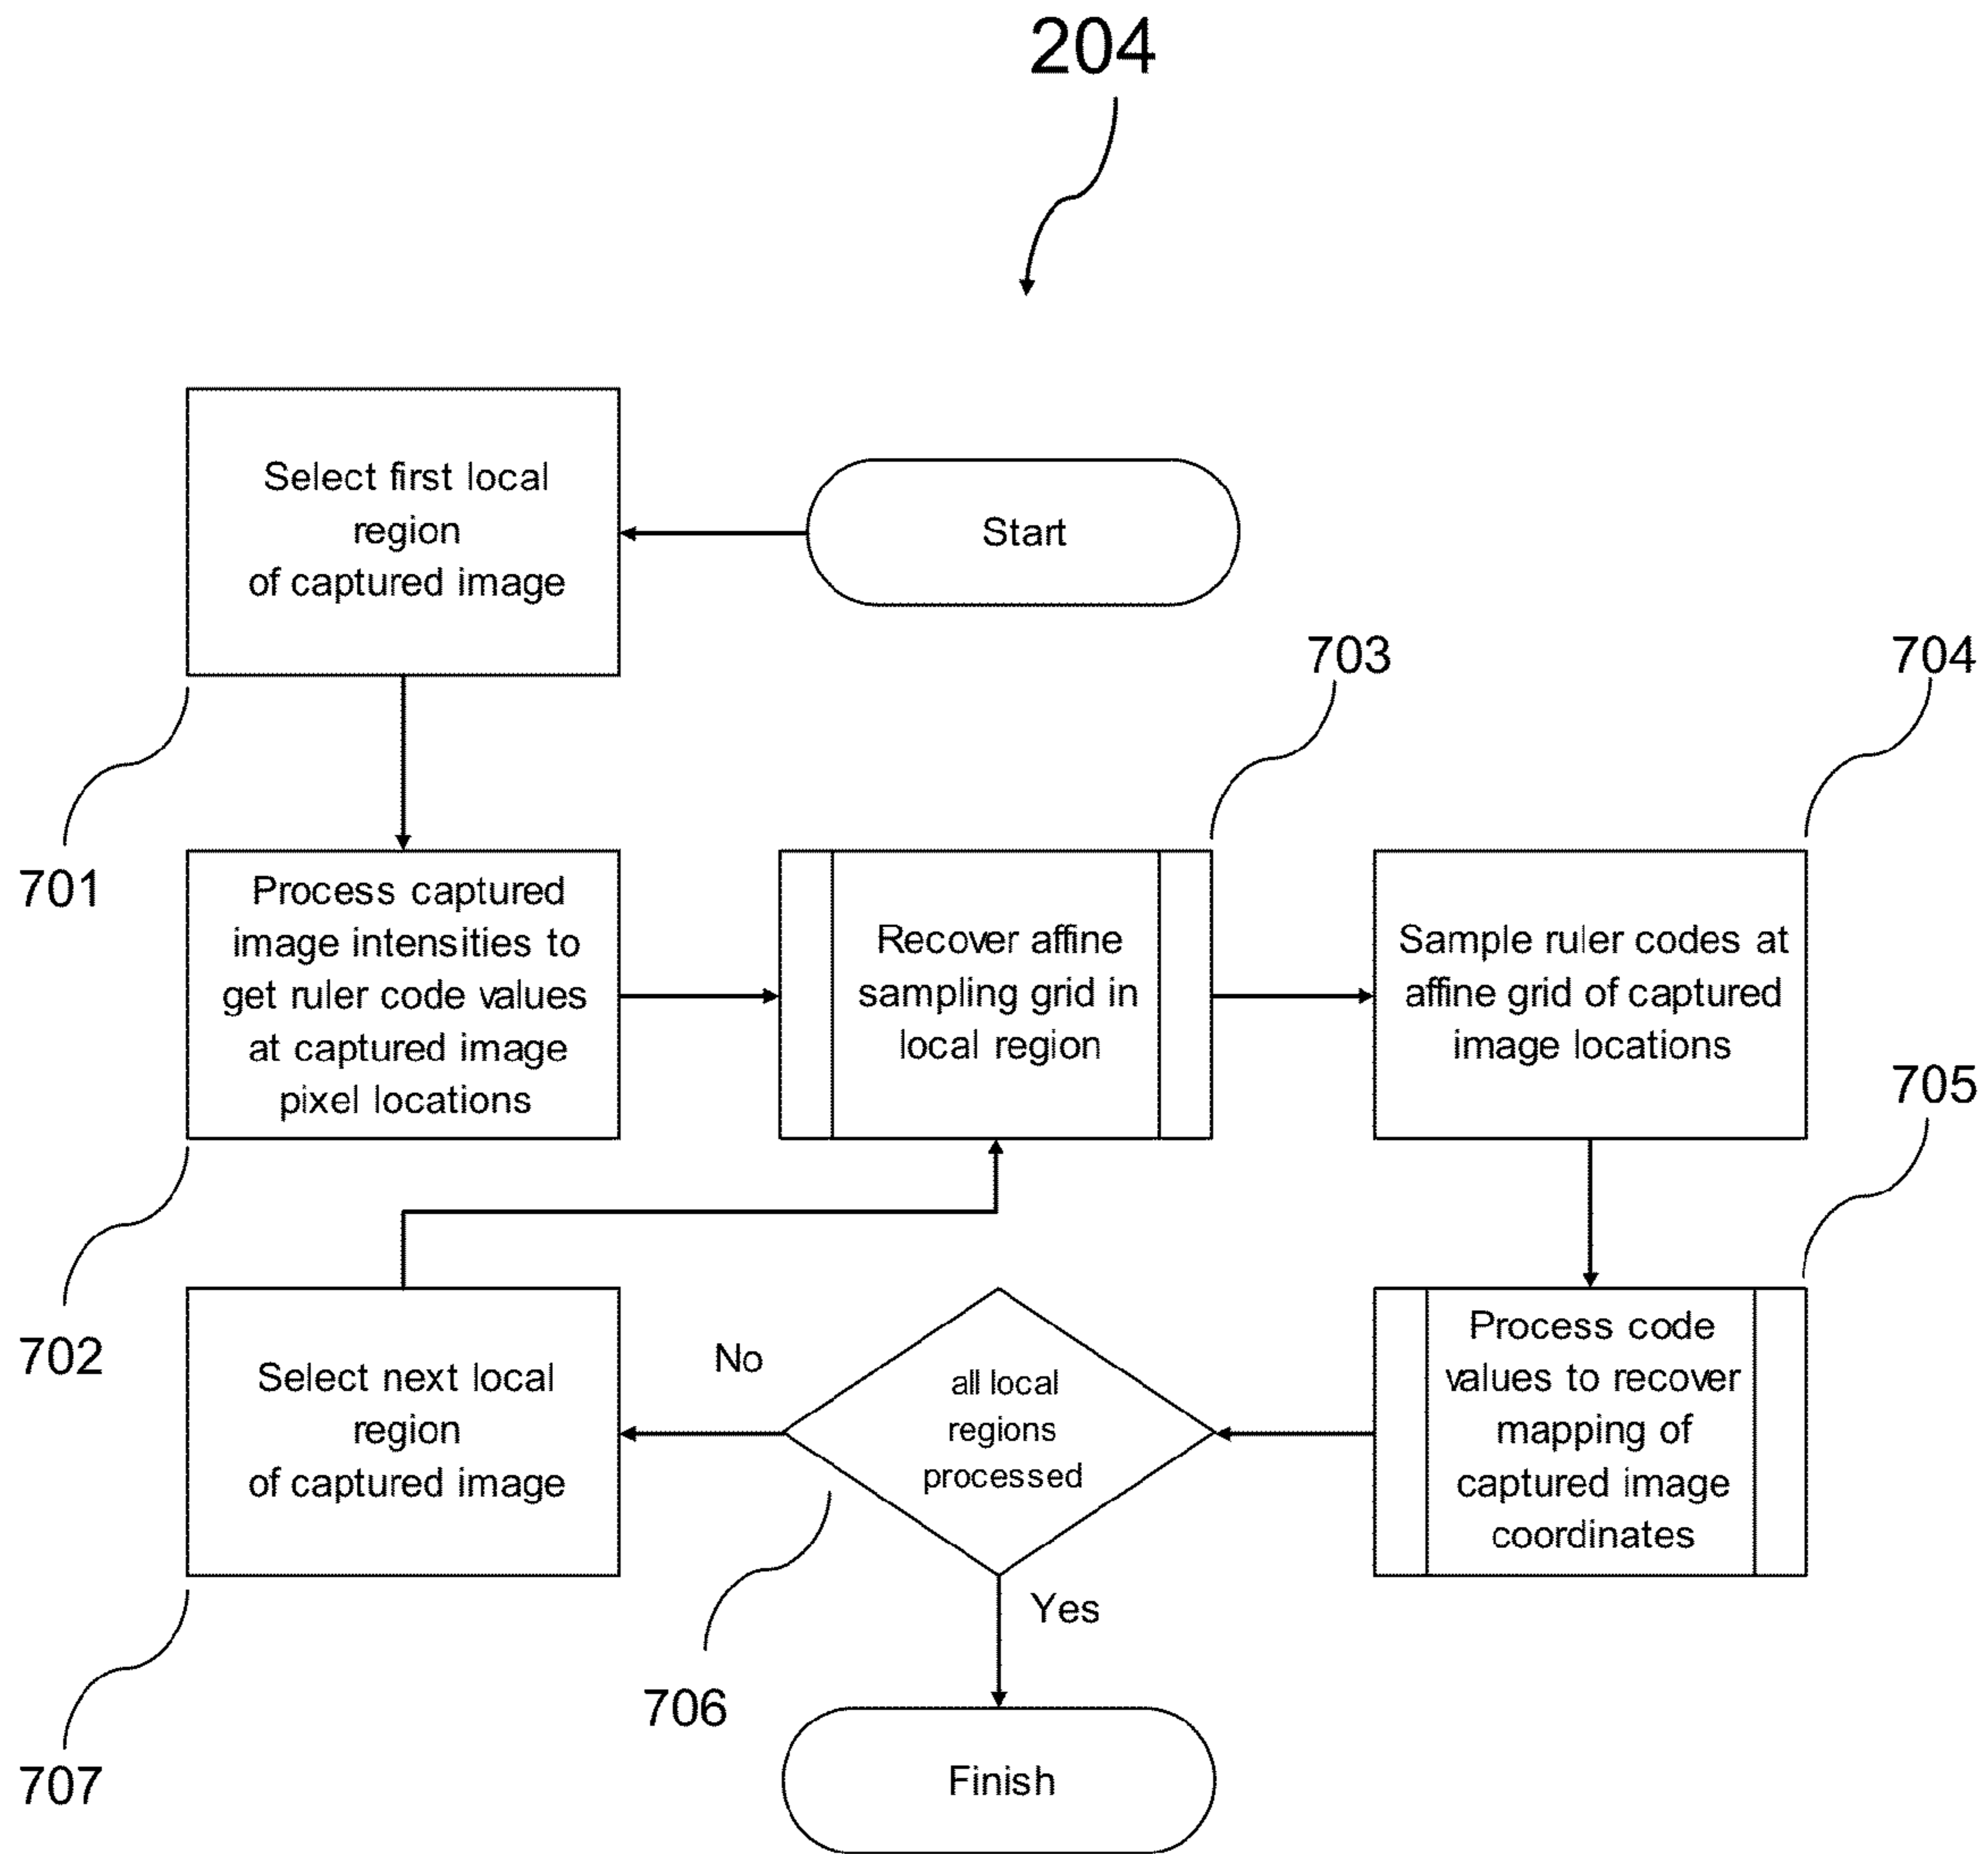 204
Select first local
region
of captured image
Start
701
703
704
Process captured
image intensities to
get ruler code values
at captured image
pixel locations
Recover affine
sampling grid in
local region
Sample ruler codes at
affine grid of captured
image locations
702
705
Select next local
region
of captured image
No
all local
regions
processed
Process code
values to recover
mapping of
captured image
coordinates
Yes
706
707
Finish